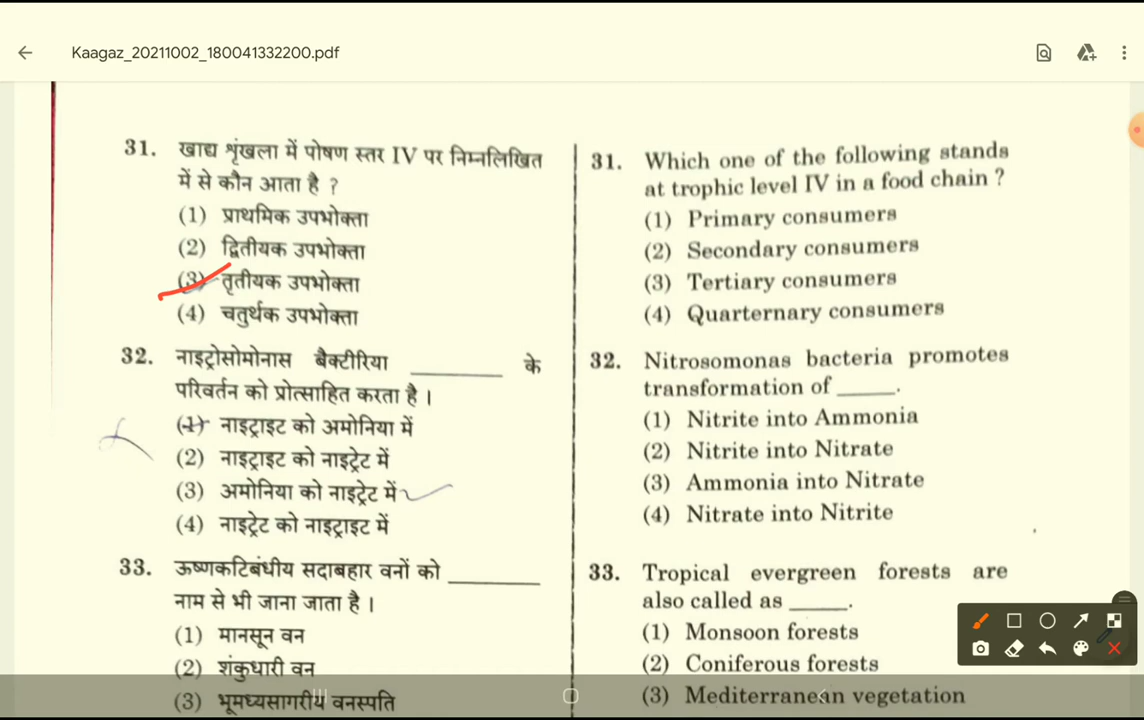 Kaagaz_20211002_180041332200.pdf
31. खाद्य शृंखला में पोषण स्तर IV पर निम्नलिखित
में से कौन आता है ?
(1) प्राथमिक उपभोक्ता
(2) द्वितीयक उपभोक्ता
(3) तृतीयक उपभोक्ता
(4) चतुर्थक उपभोक्ता
32. नाइट्रोसोमोनास बैक्टीरिया ________ के
परिवर्तन को प्रोत्साहित करता है ।
(1) नाइट्राइट को अमोनिया में
(2) नाइट्राइट को नाइट्रेट में
(3) अमोनिया को नाइट्रेट में
(4) नाइट्रेट को नाइट्राइट में
33. ऊष्णकटिबंधीय सदाबहार वनों को ________
नाम से भी जाना जाता है ।
(1) मानसून वन
(2) शंकुधारी वन
(3) भूमध्यसागरीय वनस्पति
31. Which one of the following stands
at trophic level IV in a food chain ?
(1) Primary consumers
(2) Secondary consumers
(3) Tertiary consumers
(4) Quarternary consumers
32. Nitrosomonas bacteria promotes
transformation of _____.
(1) Nitrite into Ammonia
(2) Nitrite into Nitrate
(3) Ammonia into Nitrate
(4) Nitrate into Nitrite
33. Tropical evergreen forests are
also called as _____.
(1) Monsoon forests
(2) Coniferous forests
(3) Mediterranean vegetation